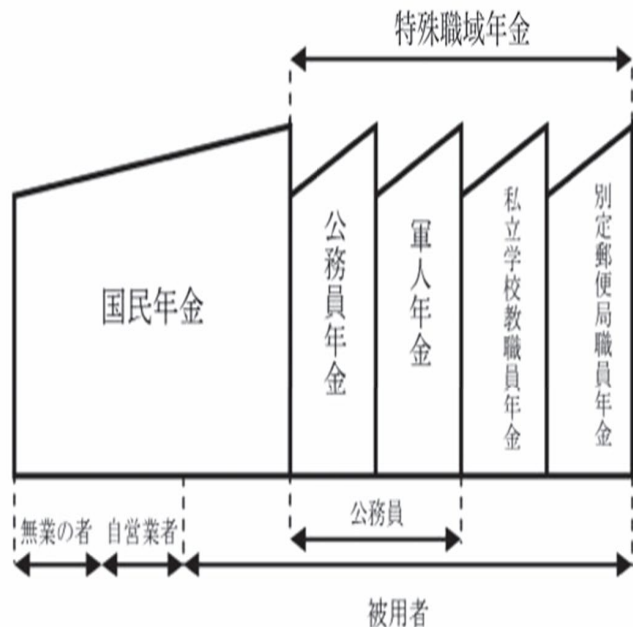 特殊職域年金
国民年金
公務員年金
軍人年金
私立学校教職員年金
別定郵便局職員年金
無業の者
自営業者
公務員
被用者